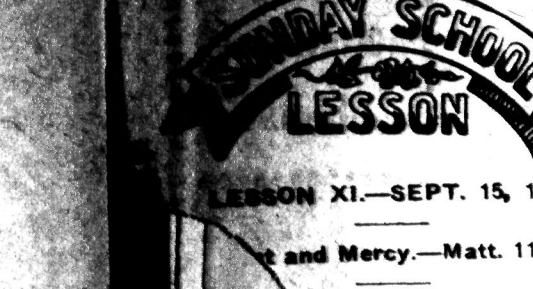 SUNDAY SCHOOL
LESSON
LESSON XI.—SEPT. 15,
and Mercy.—Matt. 11